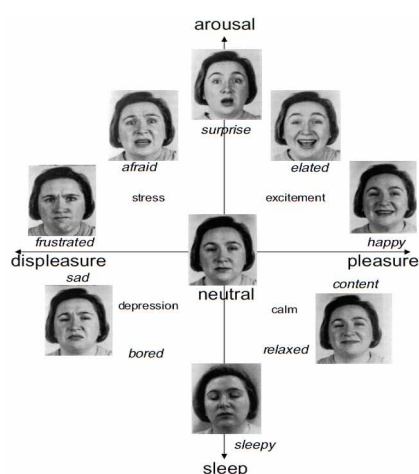 arousal
surprise
afraid
elated
stress
excitement
frustrated
happy
displeasure
pleasure
sad
content
neutral
depression
calm
bored
relaxed
sleepy
sleep